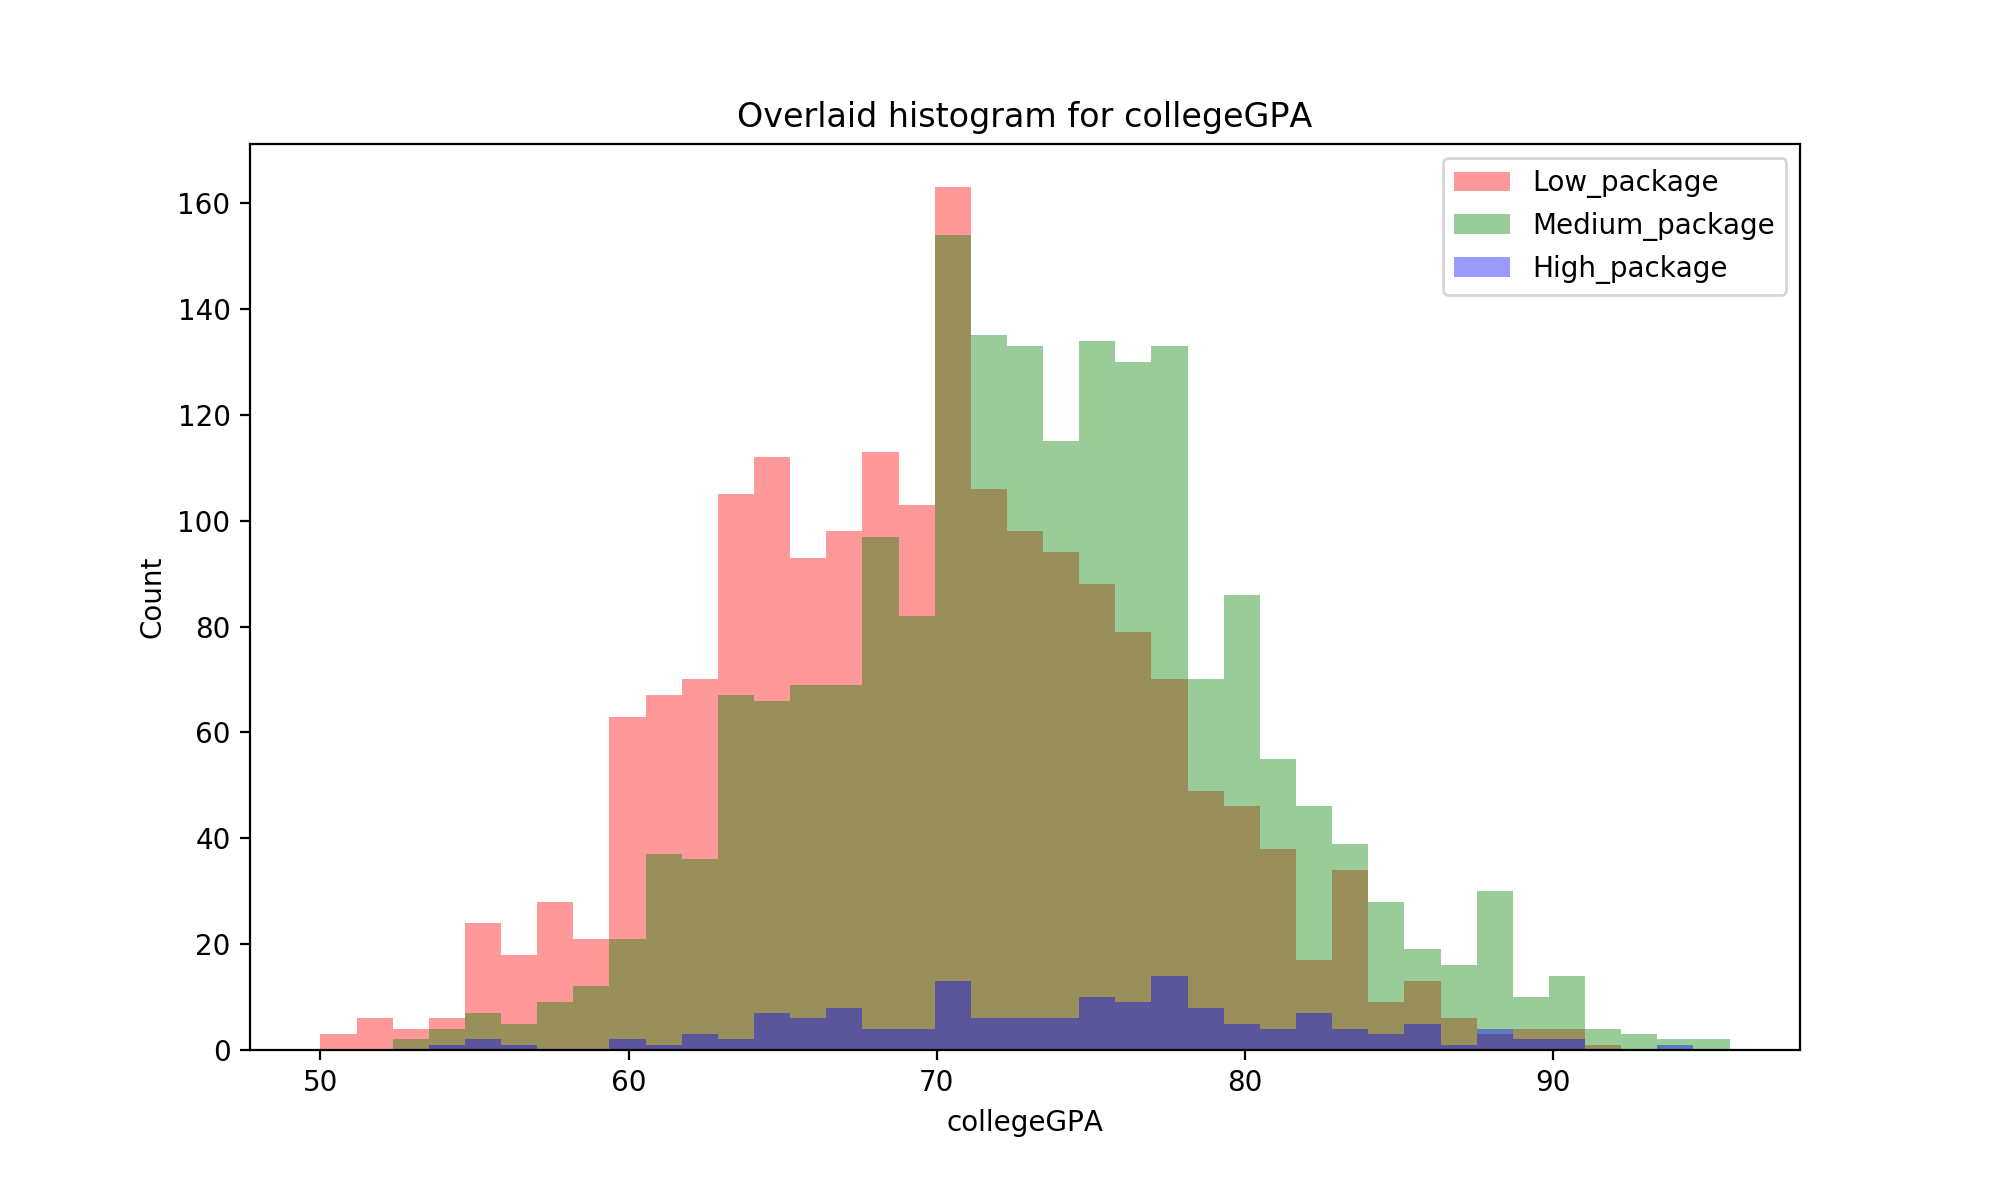 Overlaid histogram for collegeGPA
Low_package
Medium_package
High_package
160
140
120
100
80
60
40
20
0
Count
50 60 70 80 90
collegeGPA